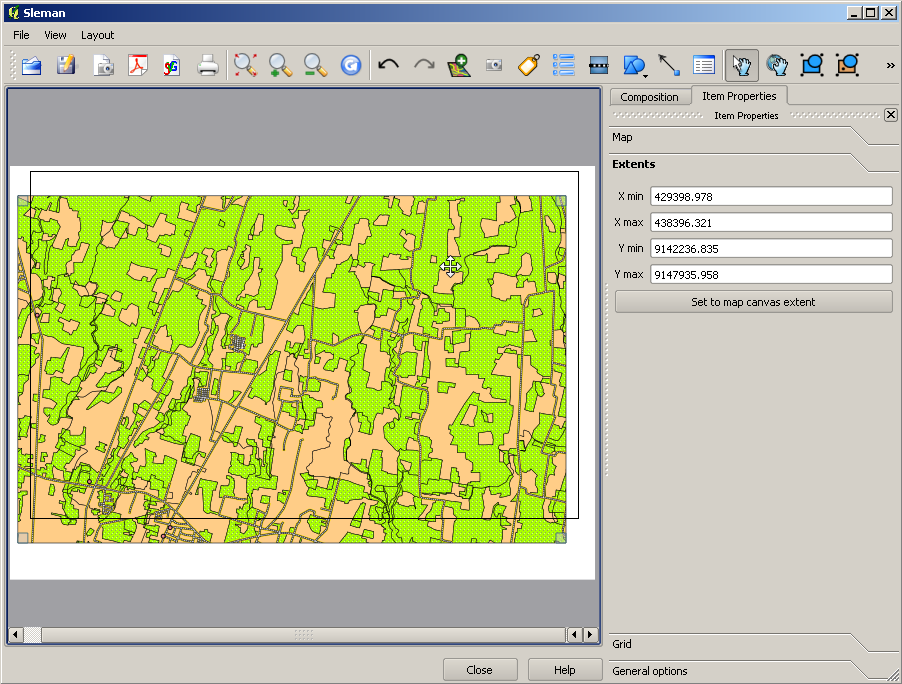 Sleman
File View Layout
Composition Item Properties
Item Properties
Map
Extents
X min 429398.978
X max 438396.321
Y min 9142236.835
Y max 9147935.958
Set to map canvas extent
Grid
General options
Close Help